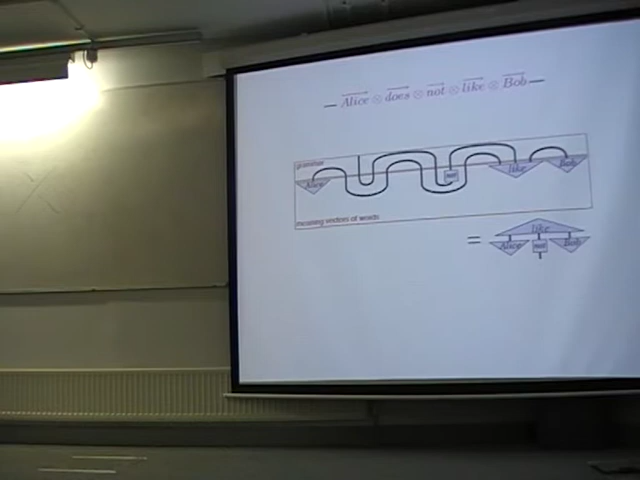 — Alice ⊗ does ⊗ not ⊗ like ⊗ Bob —
grammar
Alice not like Bob
meaning vectors of words
like
= Alice not Bob